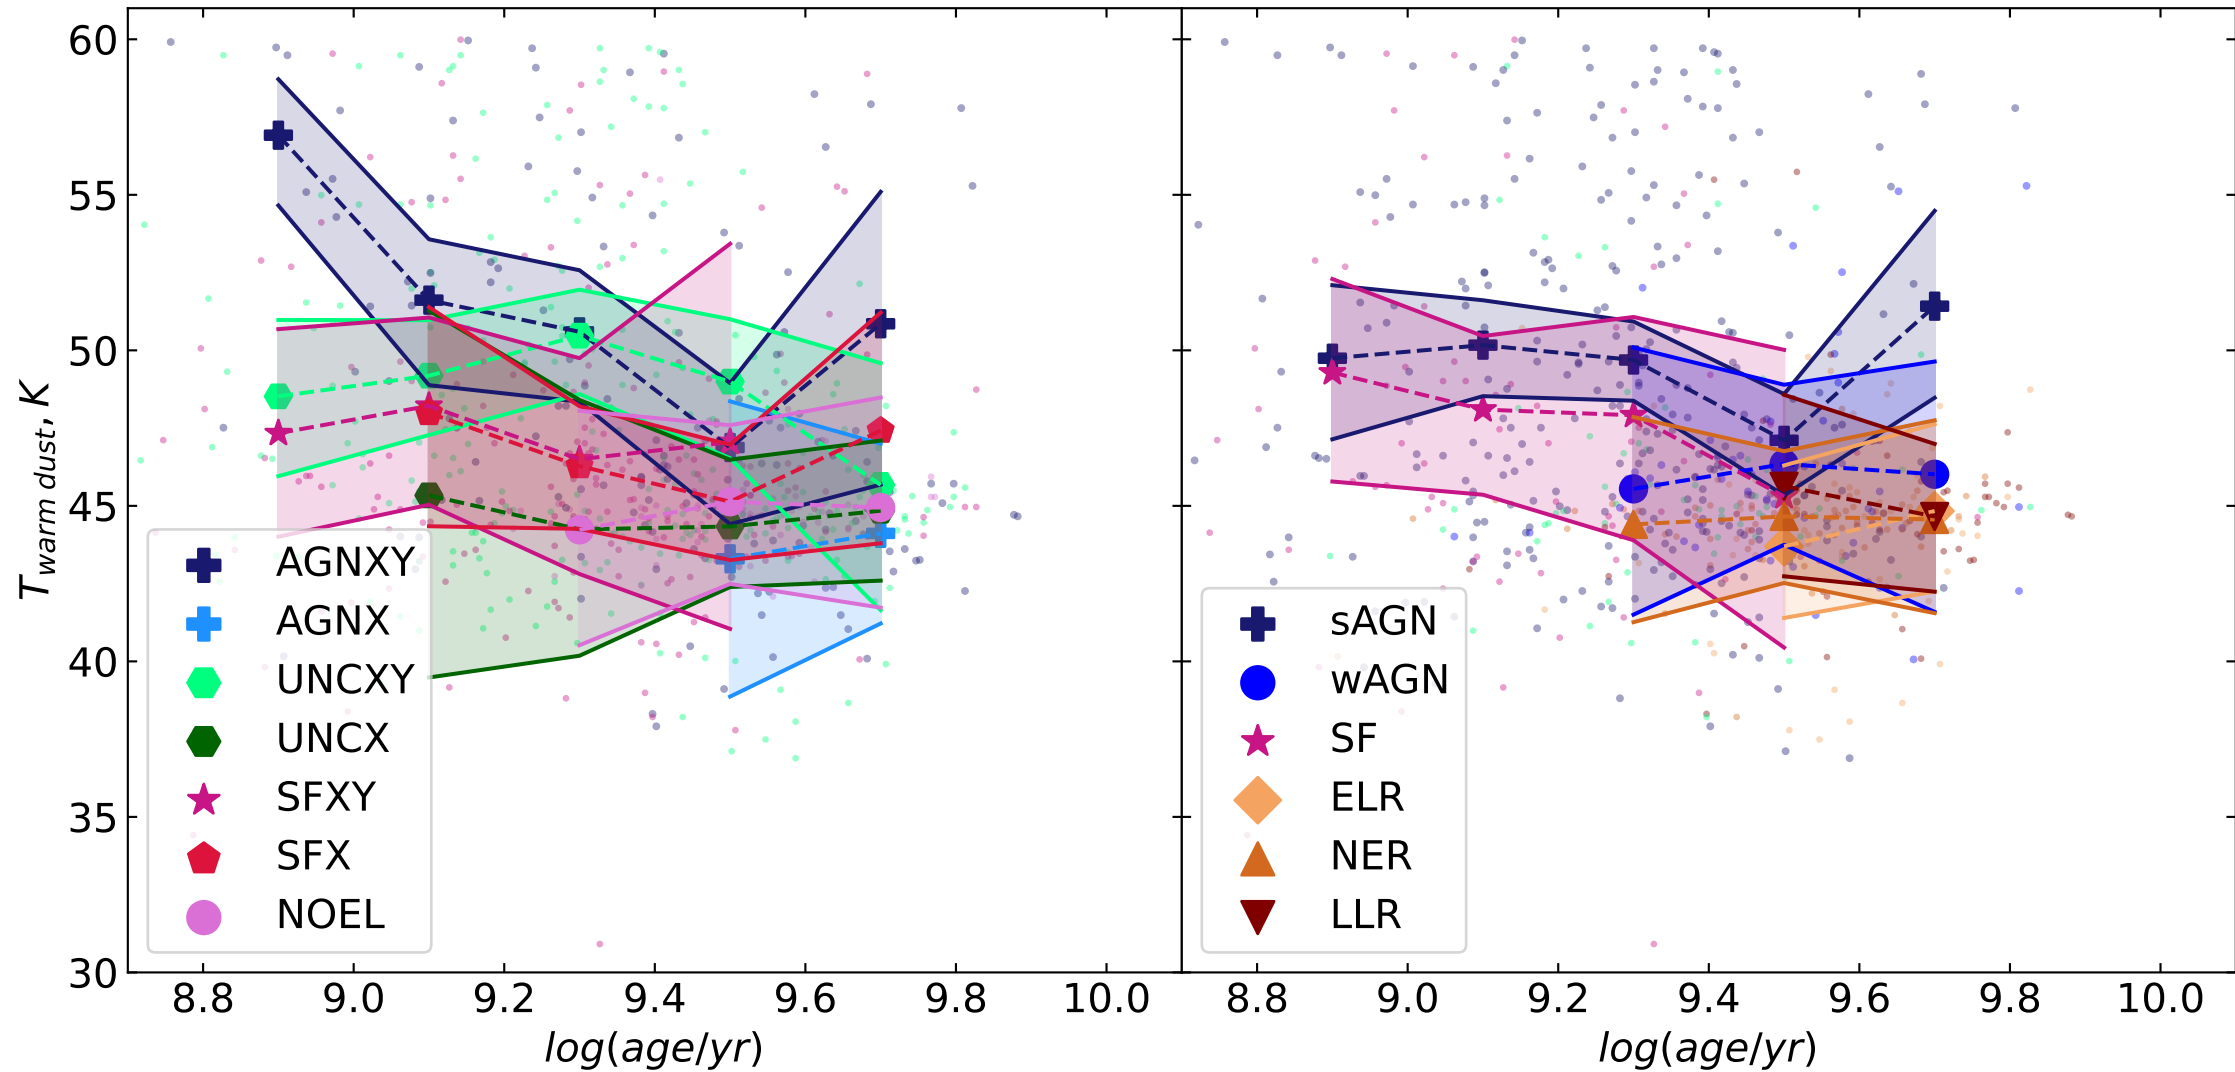 60
55
50
45
40
35
30
T warm dust, K
AGNXY
AGNX
UNCXY
UNCX
SFXY
SFX
NOEL
8.8 9.0 9.2 9.4 9.6 9.8 10.0
log(age/yr)
sAGN
wAGN
SF
ELR
NER
LLR
8.8 9.0 9.2 9.4 9.6 9.8 10.0
log(age/yr)